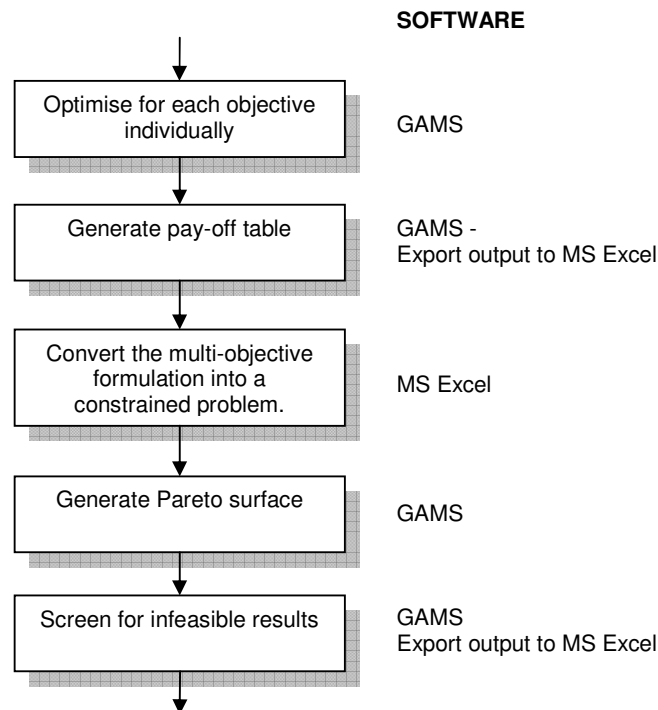 SOFTWARE
Optimise for each objective
individually
GAMS
Generate pay-off table
GAMS -
Export output to MS Excel
Convert the multi-objective
formulation into a
constrained problem.
MS Excel
Generate Pareto surface
GAMS
Screen for infeasible results
GAMS
Export output to MS Excel